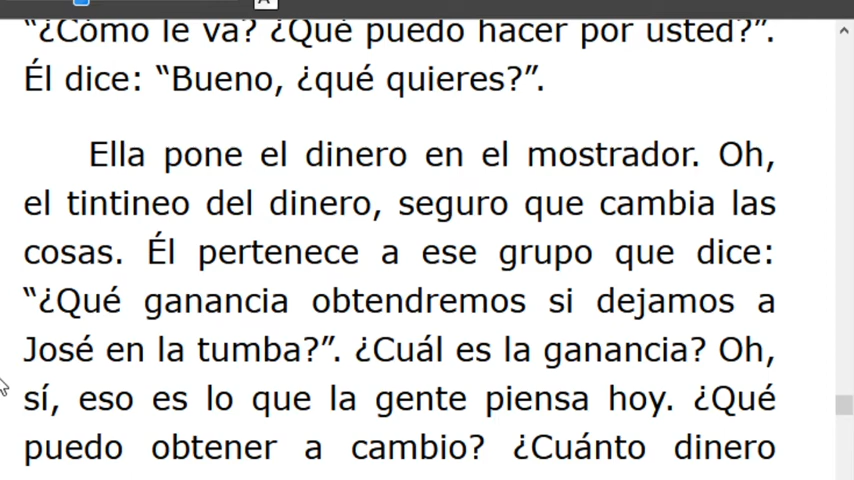 “¿Cómo le va? ¿Qué puedo hacer por usted?”.
Él dice: “Bueno, ¿qué quieres?”.
Ella pone el dinero en el mostrador. Oh,
el tintineo del dinero, seguro que cambia las
cosas. Él pertenece a ese grupo que dice:
“¿Qué ganancia obtendremos si dejamos a
José en la tumba?”. ¿Cuál es la ganancia? Oh,
sí, eso es lo que la gente piensa hoy. ¿Qué
puedo obtener a cambio? ¿Cuánto dinero